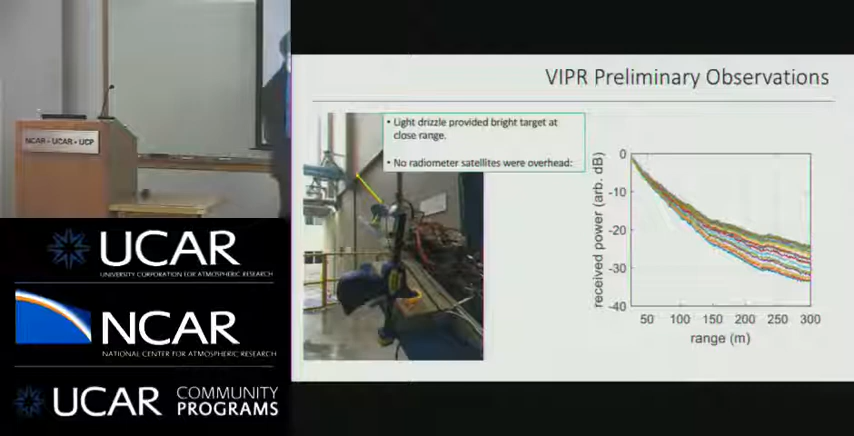 NCAR • UCAR • UCP
UCAR
UNIVERSITY CORPORATION FOR ATMOSPHERIC RESEARCH
NCAR
NATIONAL CENTER FOR ATMOSPHERIC RESEARCH
UCAR
COMMUNITY
PROGRAMS
VIPR Preliminary Observations
• Light drizzle provided bright target at
close range.
• No radiometer satellites were overhead:
received power (arb. dB)
0
-10
-20
-30
-40
50
100
150
200
250
300
range (m)